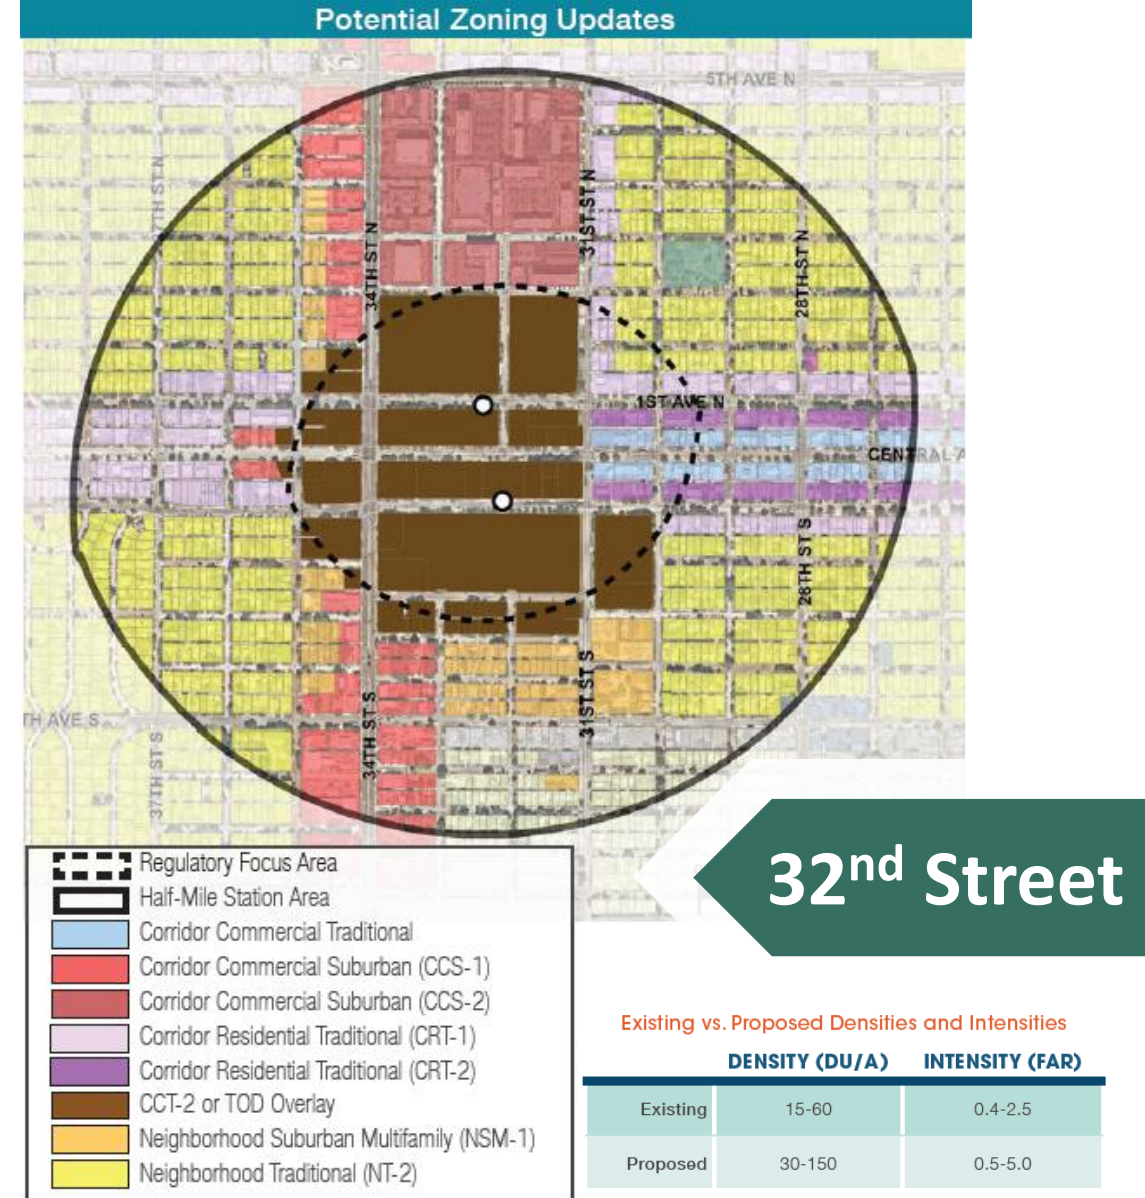 Potential Zoning Updates
5TH AVE N
37TH ST N
31ST ST N
34TH ST N
28TH ST N
1ST AVE N
CENTRAL A
28TH ST S
31ST ST S
34TH ST S
TH AVE S
37TH ST S
32nd Street
Regulatory Focus Area
Half-Mile Station Area
Corridor Commercial Traditional
Corridor Commercial Suburban (CCS-1)
Corridor Commercial Suburban (CCS-2)
Corridor Residential Traditional (CRT-1)
Corridor Residential Traditional (CRT-2)
CCT-2 or TOD Overlay
Neighborhood Suburban Multifamily (NSM-1)
Neighborhood Traditional (NT-2)
Existing vs. Proposed Densities and Intensities
DENSITY (DU/A) INTENSITY (FAR)
Existing 15-60 0.4-2.5
Proposed 30-150 0.5-5.0